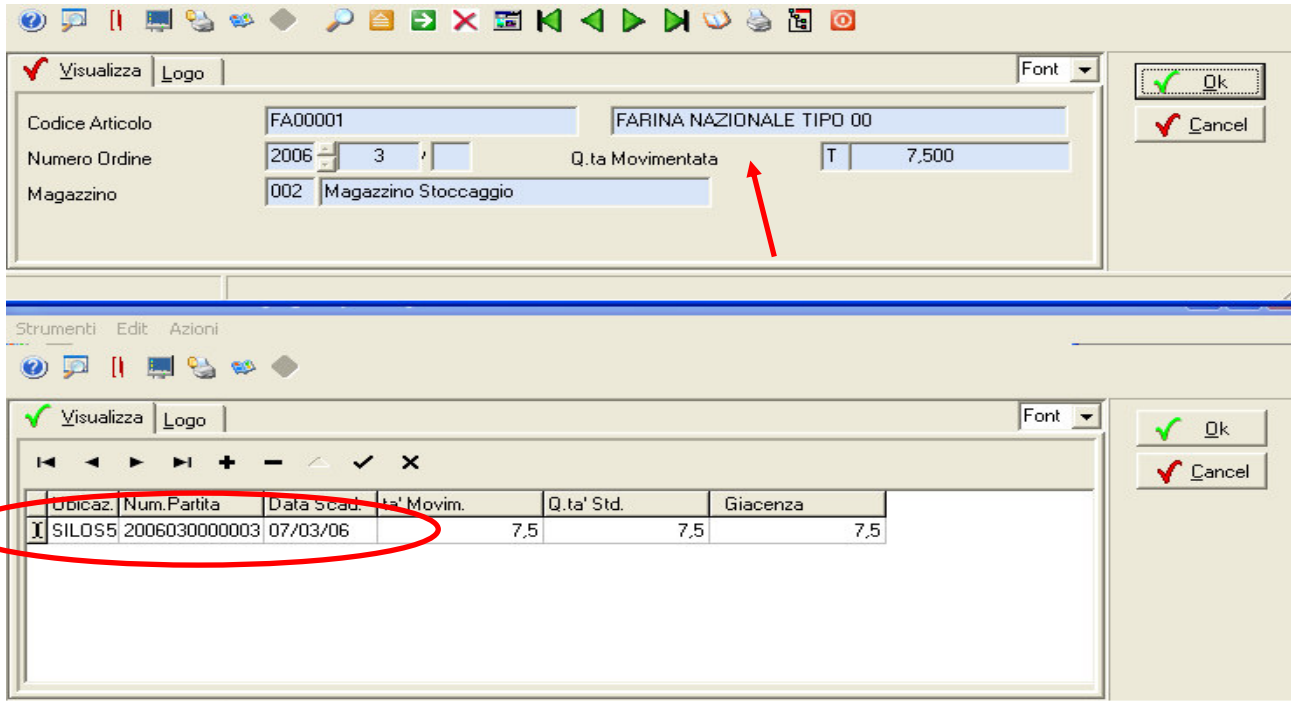 Visualizza Logo Font
Ok
Codice Articolo FA00001 FARINA NAZIONALE TIPO 00
Cancel
Numero Ordine 2006 3 / Q.ta Movimentata T 7,500
Magazzino 002 Magazzino Stoccaggio
Strumenti Edit Azioni
Visualizza Logo Font
Ok
Cancel
Ubicaz. Num.Partita Data Scad. ta' Movim. Q.ta' Std. Giacenza
SILOS5 2006030000003 07/03/06 7,5 7,5 7,5